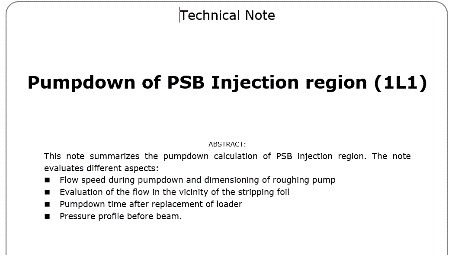 Technical Note
Pumpdown of PSB Injection region (1L1)
ABSTRACT:
This note summarizes the pumpdown calculation of PSB injection region. The note
evaluates different aspects:
■ Flow speed during pumpdown and dimensioning of roughing pump
■ Evaluation of the flow in the vicinity of the stripping foil
■ Pumpdown time after replacement of loader
■ Pressure profile before beam.